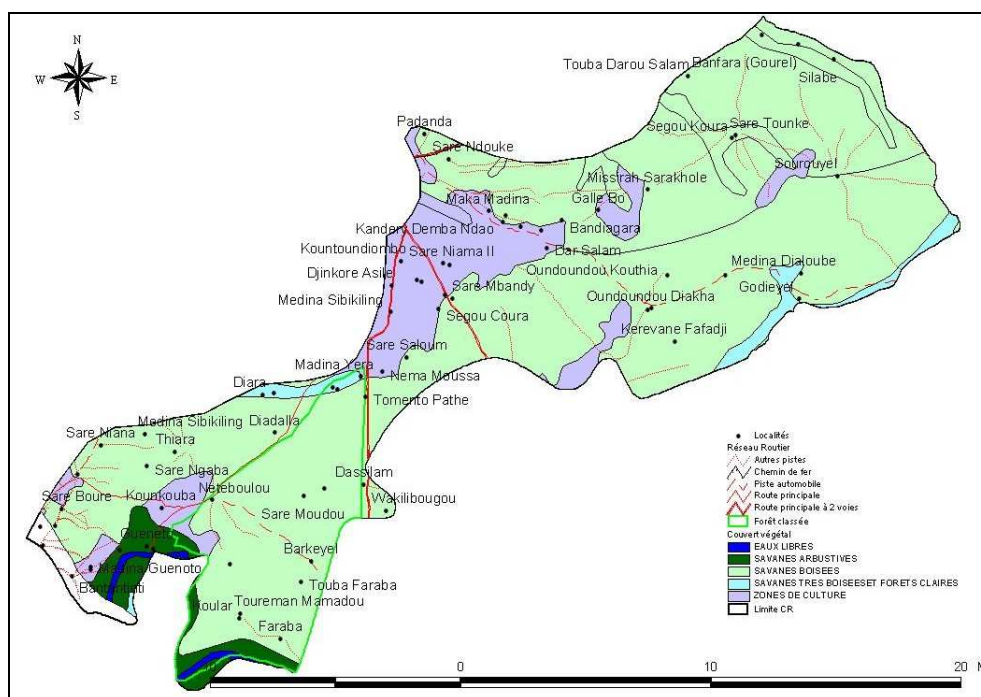 N
W E
S
Touba Darou Salam
Banfara (Gourel)
Silabe
Padanda
Segou Koura
Sare Tounke
Sare Ndouke
Sourouyel
Missirah Sarakhole
Maka Madina
Galle Bo
Kandery Demba Ndao
Bandiagara
Kountoundiombo
Sare Niama II
Dar Salam
Djinkore Asile
Oundoundou Kouthia
Medina Dialoube
Sare Mbandy
Godieyel
Medina Sibikiling
Oundoundou Diakha
Segou Coura
Kerevane Fafadji
Sare Saloum
Madina Yera
Nema Moussa
Diara
Tomento Pathe
Medina Sibikiling
Diadalla
Sare Niana
Thiara
Sare Ngaba
Dassilam
Sare Boure
Kounkouba
Neteboulou
Wakilibougou
Sare Moudou
Gueneto
Barkeyel
Madina Guenoto
Touba Faraba
Toureman Mamadou
Faraba
Localités
Réseau Routier
Autres pistes
Chemin de fer
Piste automobile
Route principale
Route principale à 2 voies
Forêt classée
Couvert végétal
EAUX LIBRES
SAVANES ARBUSTIVES
SAVANES BOISEES
SAVANES TRES BOISEESET FORETS CLAIRES
ZONES DE CULTURE
Limite CR
10 0 10 20